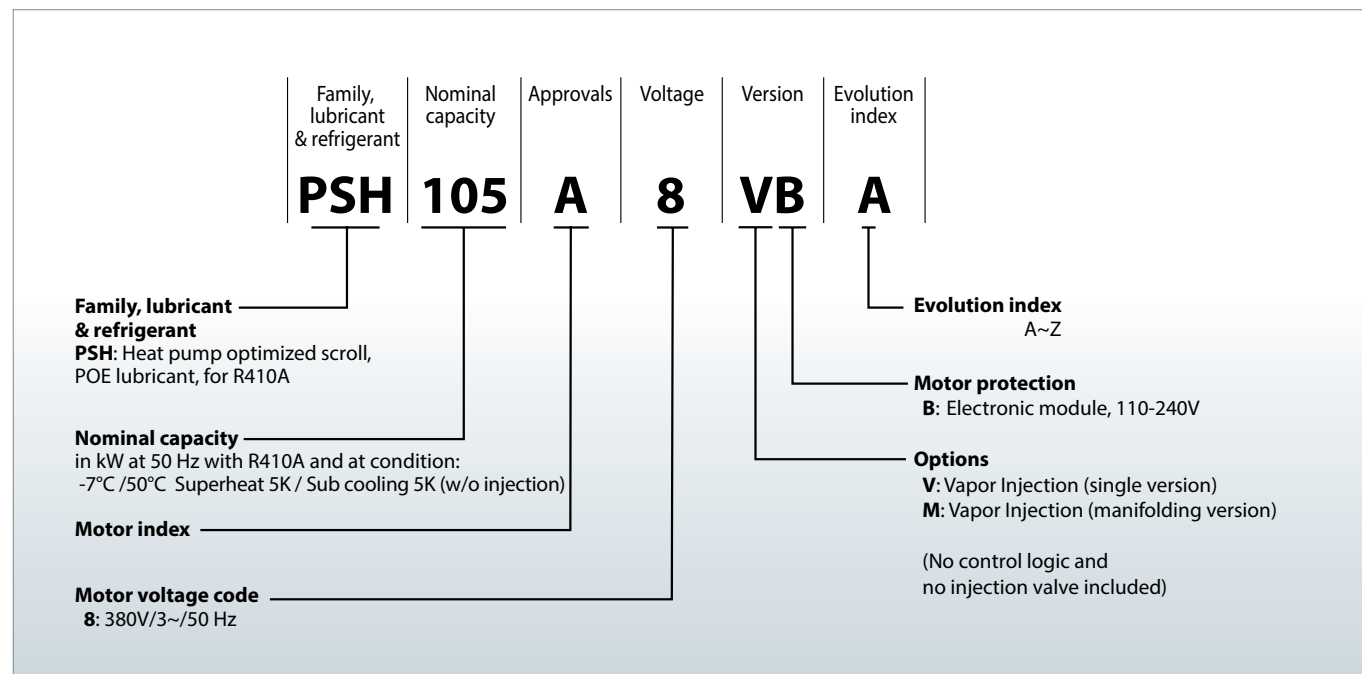 Family,
lubricant
& refrigerant
Nominal
capacity
Approvals
Voltage
Version
Evolution
index
PSH 105 A 8 VB A
Family, lubricant
& refrigerant
PSH: Heat pump optimized scroll,
POE lubricant, for R410A
Nominal capacity
in kW at 50 Hz with R410A and at condition:
-7°C /50°C Superheat 5K / Sub cooling 5K (w/o injection)
Motor index
Motor voltage code
8: 380V/3~/50 Hz
Evolution index
A~Z
Motor protection
B: Electronic module, 110-240V
Options
V: Vapor Injection (single version)
M: Vapor Injection (manifolding version)
(No control logic and
no injection valve included)